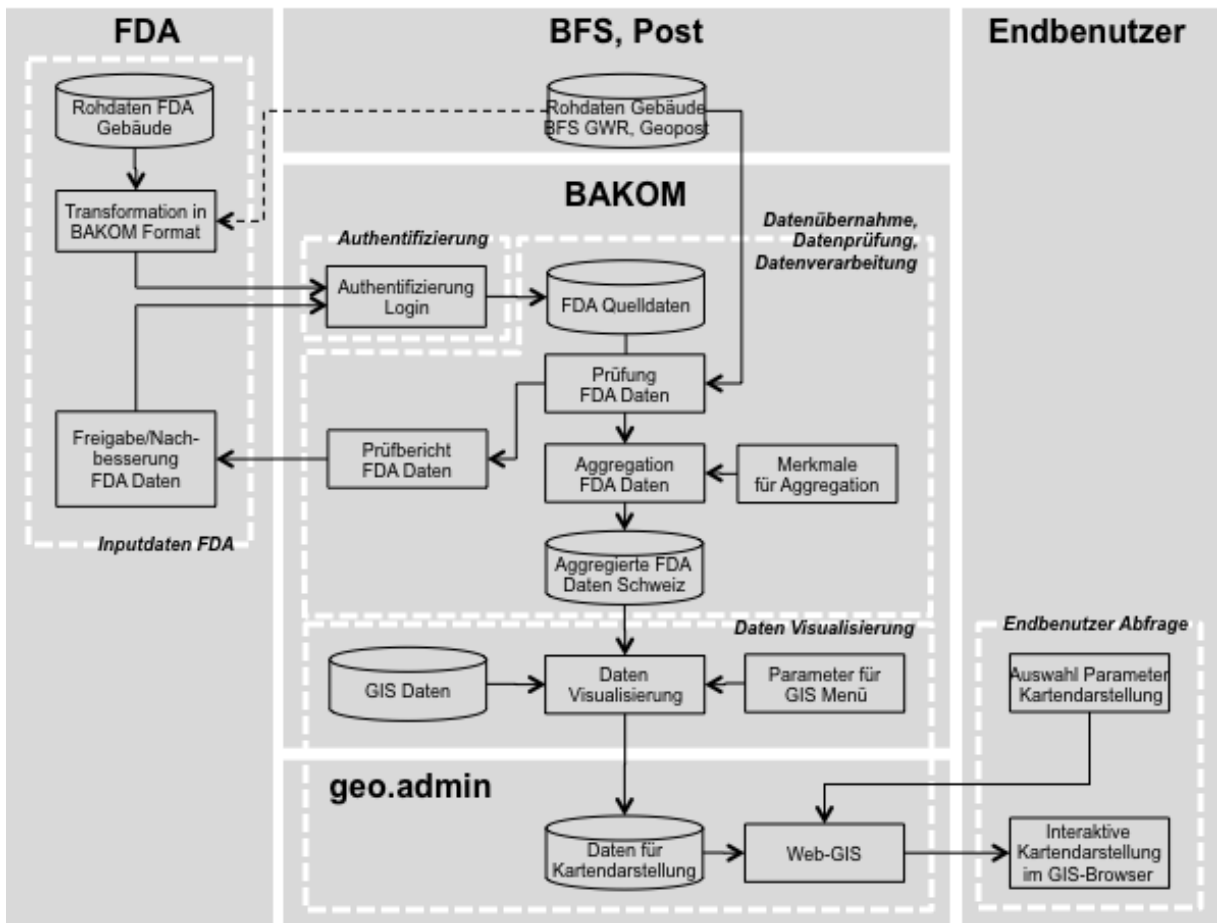 FDA
BFS, Post
Endbenutzer
Rohdaten FDA
Gebäude
Rohdaten Gebäude
BFS GWR, Geopost
Transformation in
BAKOM Format
BAKOM
Authentifizierung
Datenübernahme,
Datenprüfung,
Datenverarbeitung
Authentifizierung
Login
FDA Quelldaten
Prüfung
FDA Daten
Freigabe/Nach-
besserung
FDA Daten
Prüfbericht
FDA Daten
Aggregation
FDA Daten
Merkmale
für Aggregation
Inputdaten FDA
Aggregierte FDA
Daten Schweiz
Daten Visualisierung
Endbenutzer Abfrage
GIS Daten
Daten
Visualisierung
Parameter für
GIS Menü
Auswahl Parameter
Kartendarstellung
geo.admin
Daten für
Kartendarstellung
Web-GIS
Interaktive
Kartendarstellung
im GIS-Browser